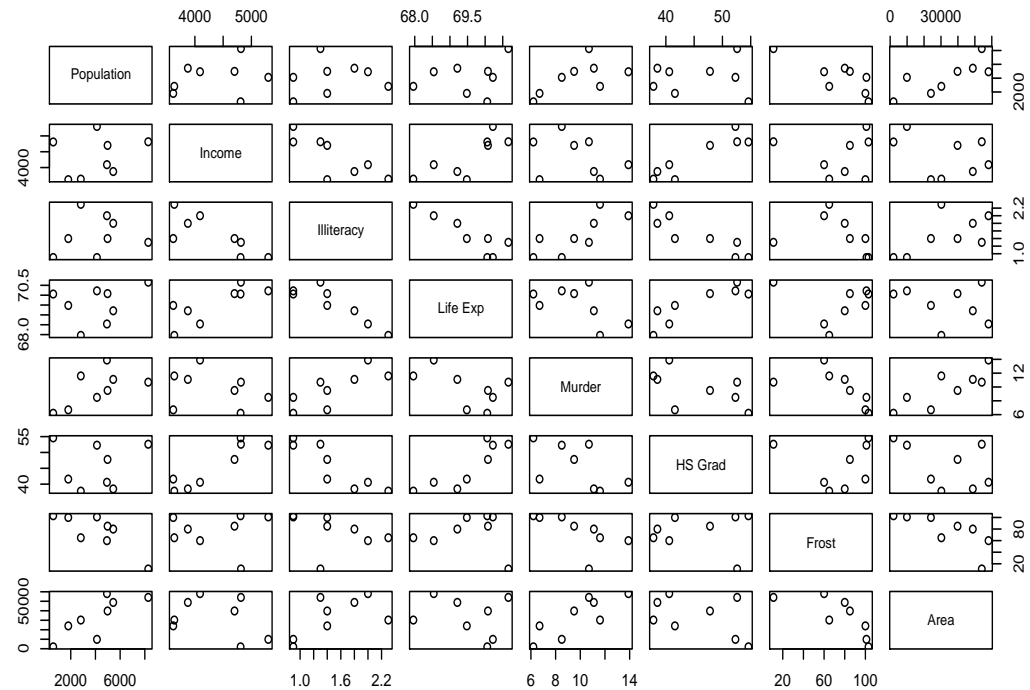 4000 5000 68.0 69.5 40 50 0 30000
Population 2000
4000 Income
Illiteracy 1.0 2.2
68.0 70.5 Life Exp
Murder 6 12
40 55 HS Grad
Frost 20 80
0 50000 Area
2000 6000 1.0 1.6 2.2 6 8 10 14 20 60 100